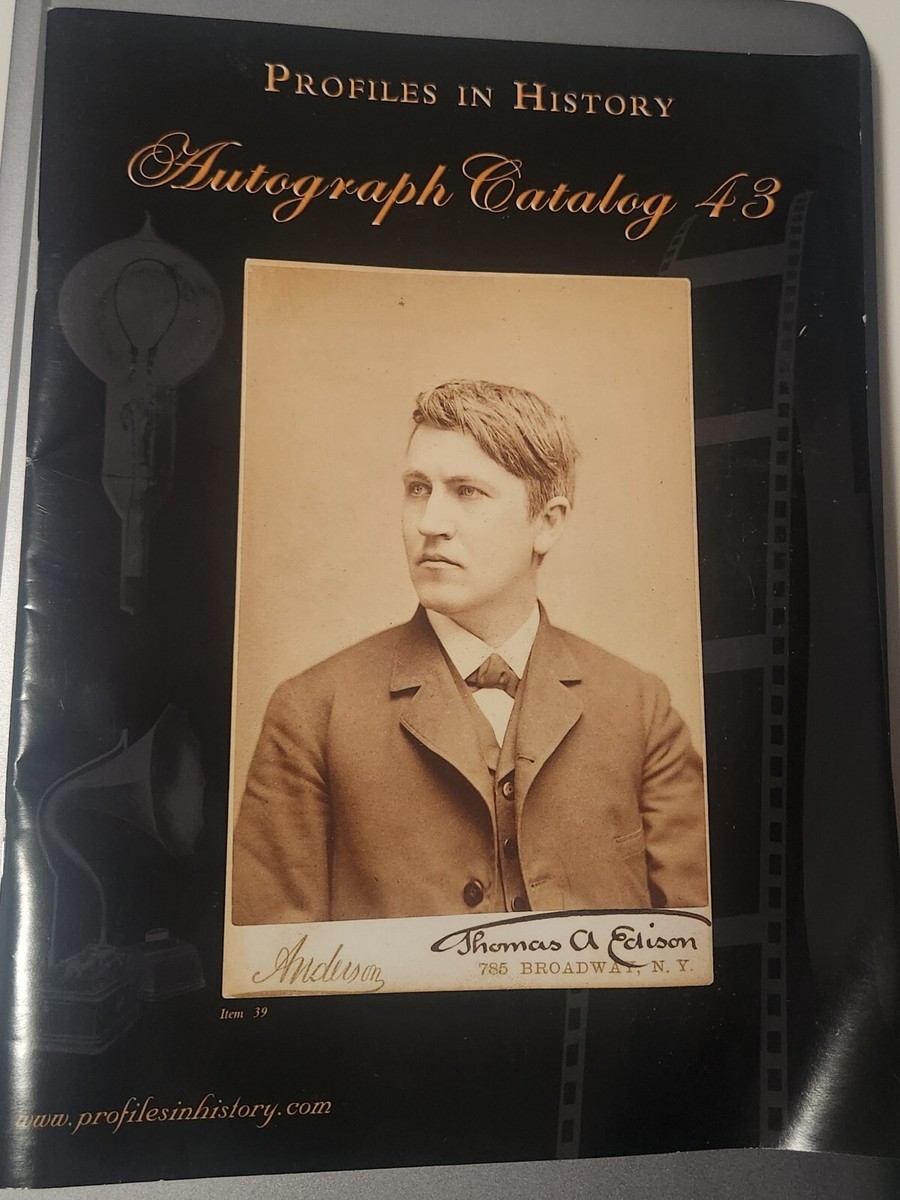 PROFILES IN HISTORY
Autograph Catalog 43
Thomas A Edison
Anderson
785 BROADWAY, N. Y.
Item 39
www.profilesinhistory.com